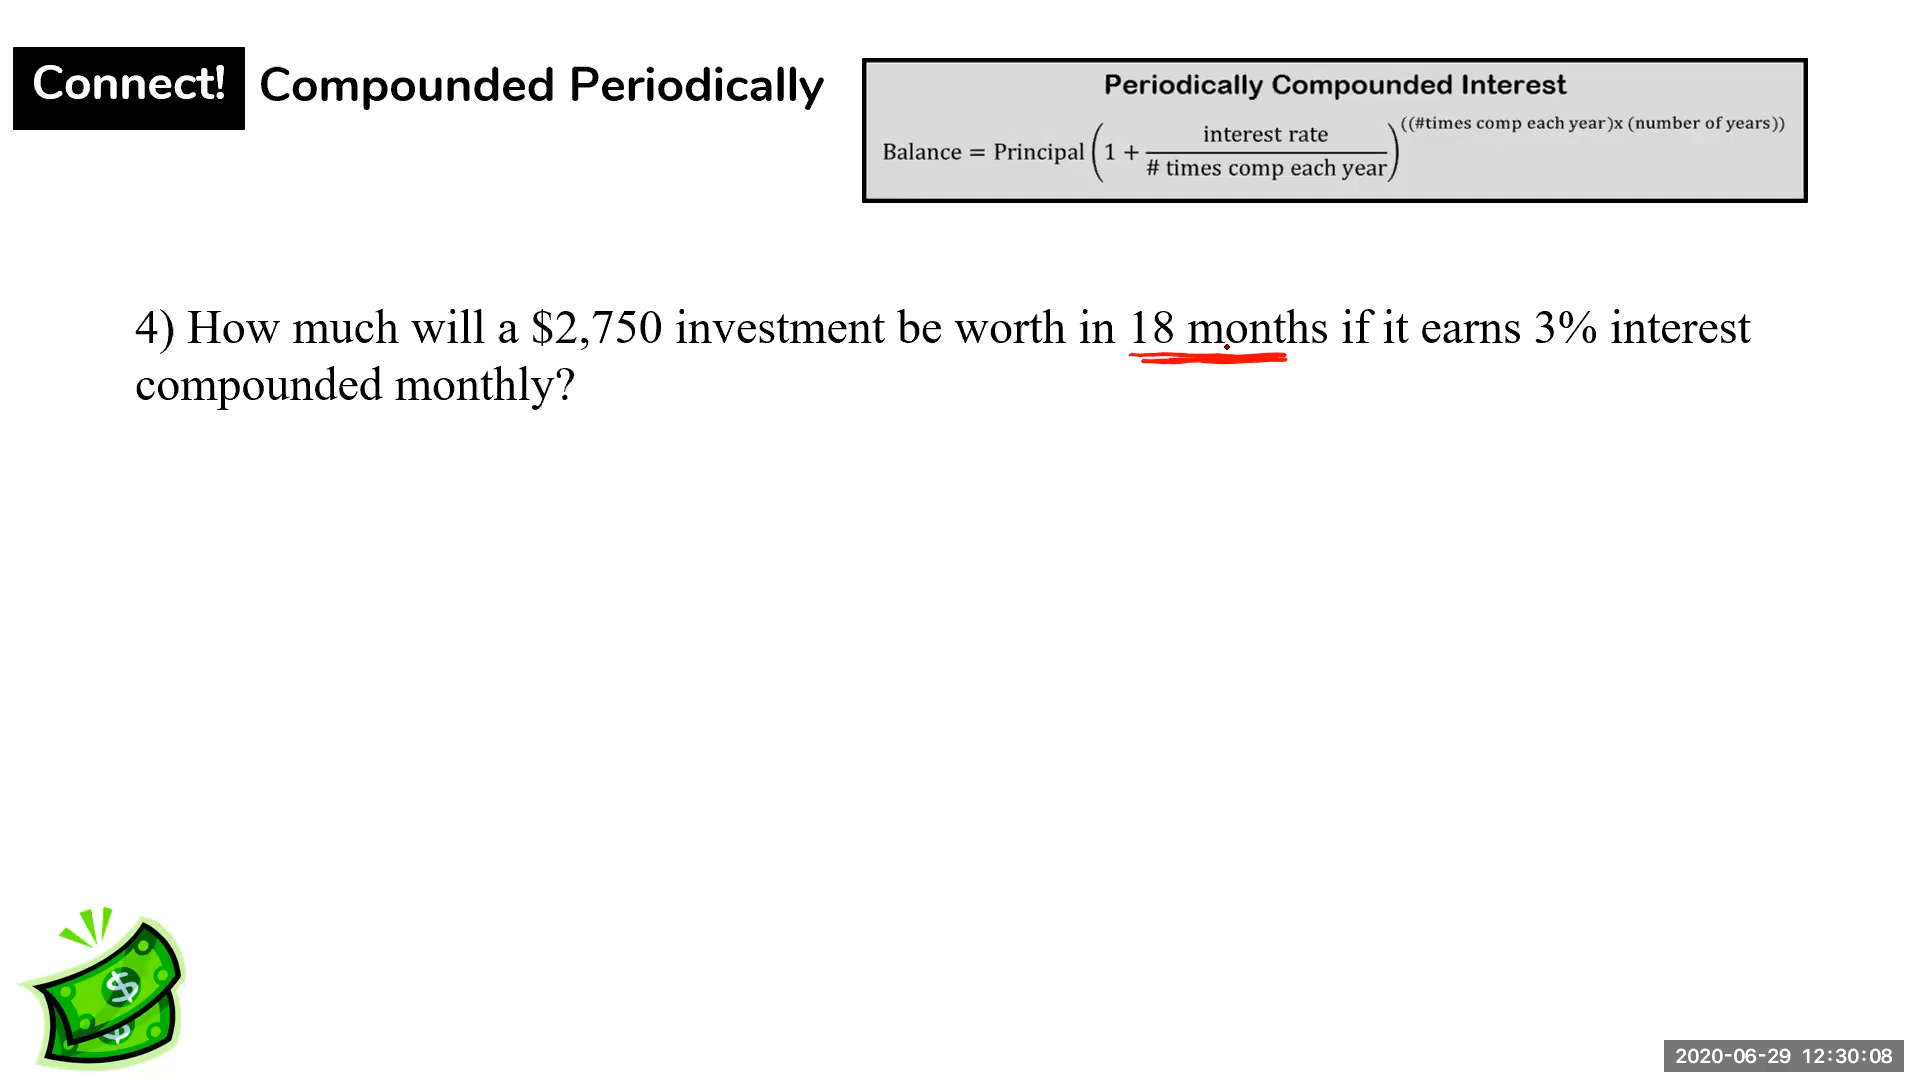 Connect! Compounded Periodically
Periodically Compounded Interest
Balance = Principal (1 + interest rate / # times comp each year)^((#times comp each year)x (number of years))
4) How much will a $2,750 investment be worth in 18 months if it earns 3% interest
compounded monthly?
$
$
2020-06-29 12:30:08